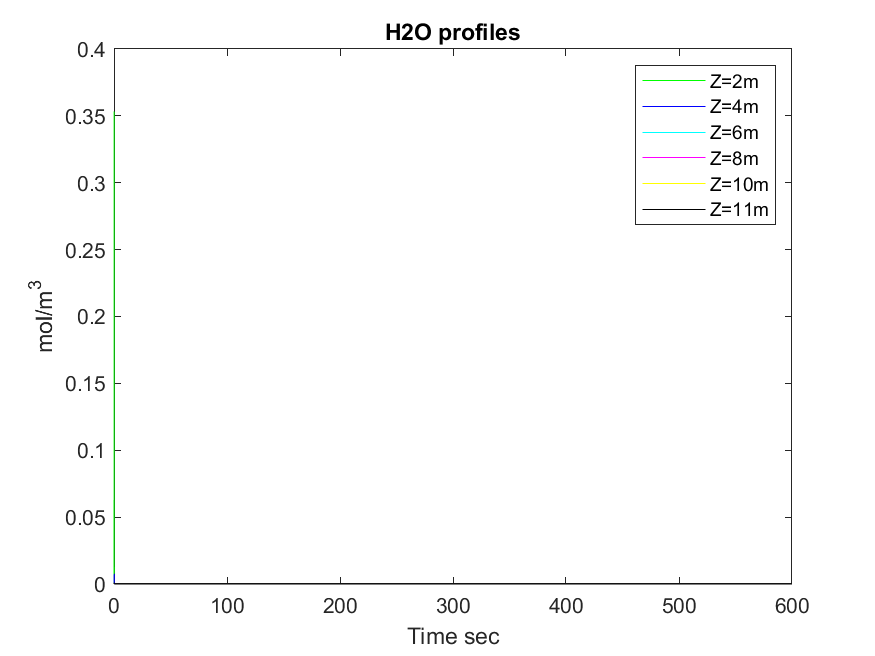 H2O profiles
0.4
0.35
0.3
0.25
0.2
0.15
0.1
0.05
0
mol/m³
Z=2m
Z=4m
Z=6m
Z=8m
Z=10m
Z=11m
0 100 200 300 400 500 600
Time sec